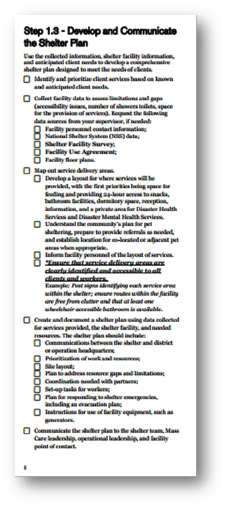 Step 1.3 - Develop and Communicate
the Shelter Plan
Use the collected information, shelter facility information,
and anticipated client needs to develop a comprehensive
shelter plan designed to meet the needs of clients.
Identify and prioritize client services based on known
and anticipated client needs.
Collect facility data to assess limitations and gaps
(accessibility issues, number of showers toilets, space
for the provision of services). Request the following
data sources from your supervisor, if needed:
Facility personnel contact information;
National Shelter System (NSS) data;
Shelter Facility Survey;
Facility Use Agreement;
Facility floor plans.
Map out service delivery areas.
Develop a layout for where services will be
provided, with the first priorities being space for
feeding and providing 24-hour access to snacks,
bathroom facilities, dormitory space, reception,
information, and a private area for Disaster Health
Services and Disaster Mental Health Services.
Understand the community's plan for pet
sheltering, prepare to provide referrals as needed,
and establish location for co-located or adjacent pet
areas when appropriate.
Inform facility personnel of the layout of services.
*Ensure that service delivery areas are
clearly identified and accessible to all
clients and workers.
Example: Post signs identifying each service area
within the shelter; ensure routes within the facility
are free from clutter and that at least one
wheelchair accessible bathroom is available.
Create and document a shelter plan using data collected
for services provided, the shelter facility, and needed
resources. The shelter plan should include:
Communications between the shelter and district
or operation headquarters;
Prioritization of work and resources;
Site layout;
Plan to address resource gaps and limitations;
Coordination needed with partners;
Set-up tasks for workers;
Plan for responding to shelter emergencies,
including an evacuation plan;
Instructions for use of facility equipment, such as
generators.
Communicate the shelter plan to the shelter team, Mass
Care leadership, operational leadership, and facility
point of contact.
8